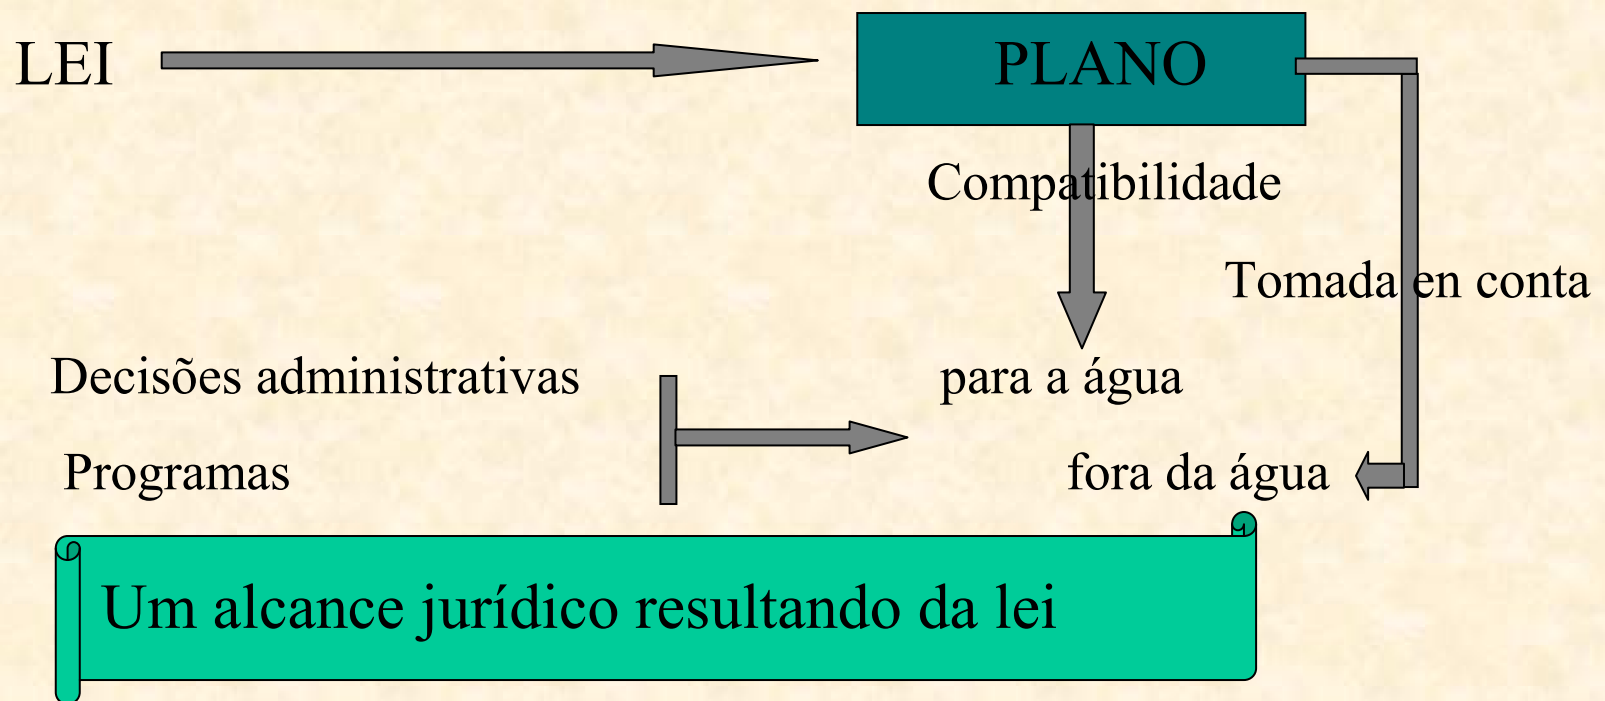 LEI
PLANO
Compatibilidade
Tomada en conta
Decisões administrativas
para a água
Programas
fora da água
Um alcance jurídico resultando da lei